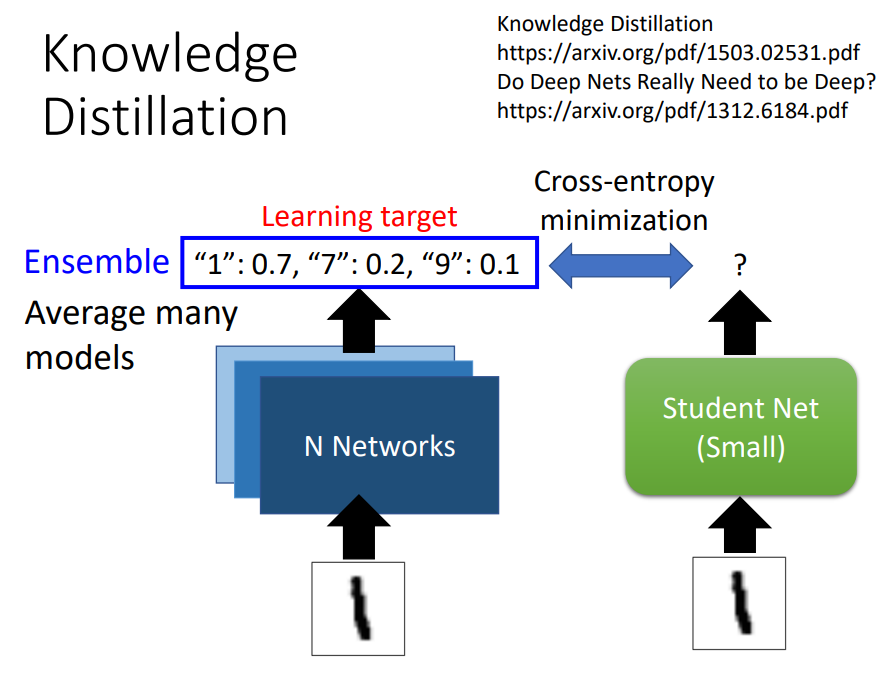 Knowledge
Distillation
Knowledge Distillation
https://arxiv.org/pdf/1503.02531.pdf
Do Deep Nets Really Need to be Deep?
https://arxiv.org/pdf/1312.6184.pdf
Cross-entropy
minimization
Learning target
Ensemble
“1”: 0.7, “7”: 0.2, “9”: 0.1
?
Average many
models
N Networks
Student Net
(Small)